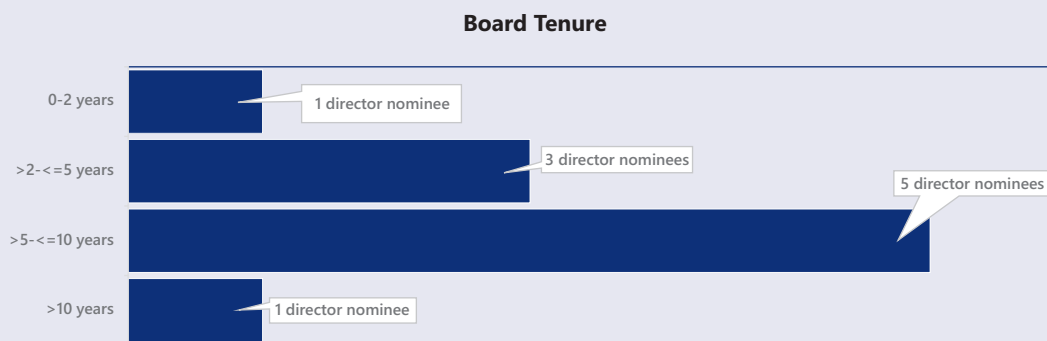 Board Tenure
0-2 years
1 director nominee
>2-<=5 years
3 director nominees
5 director nominees
>5-<=10 years
>10 years
1 director nominee